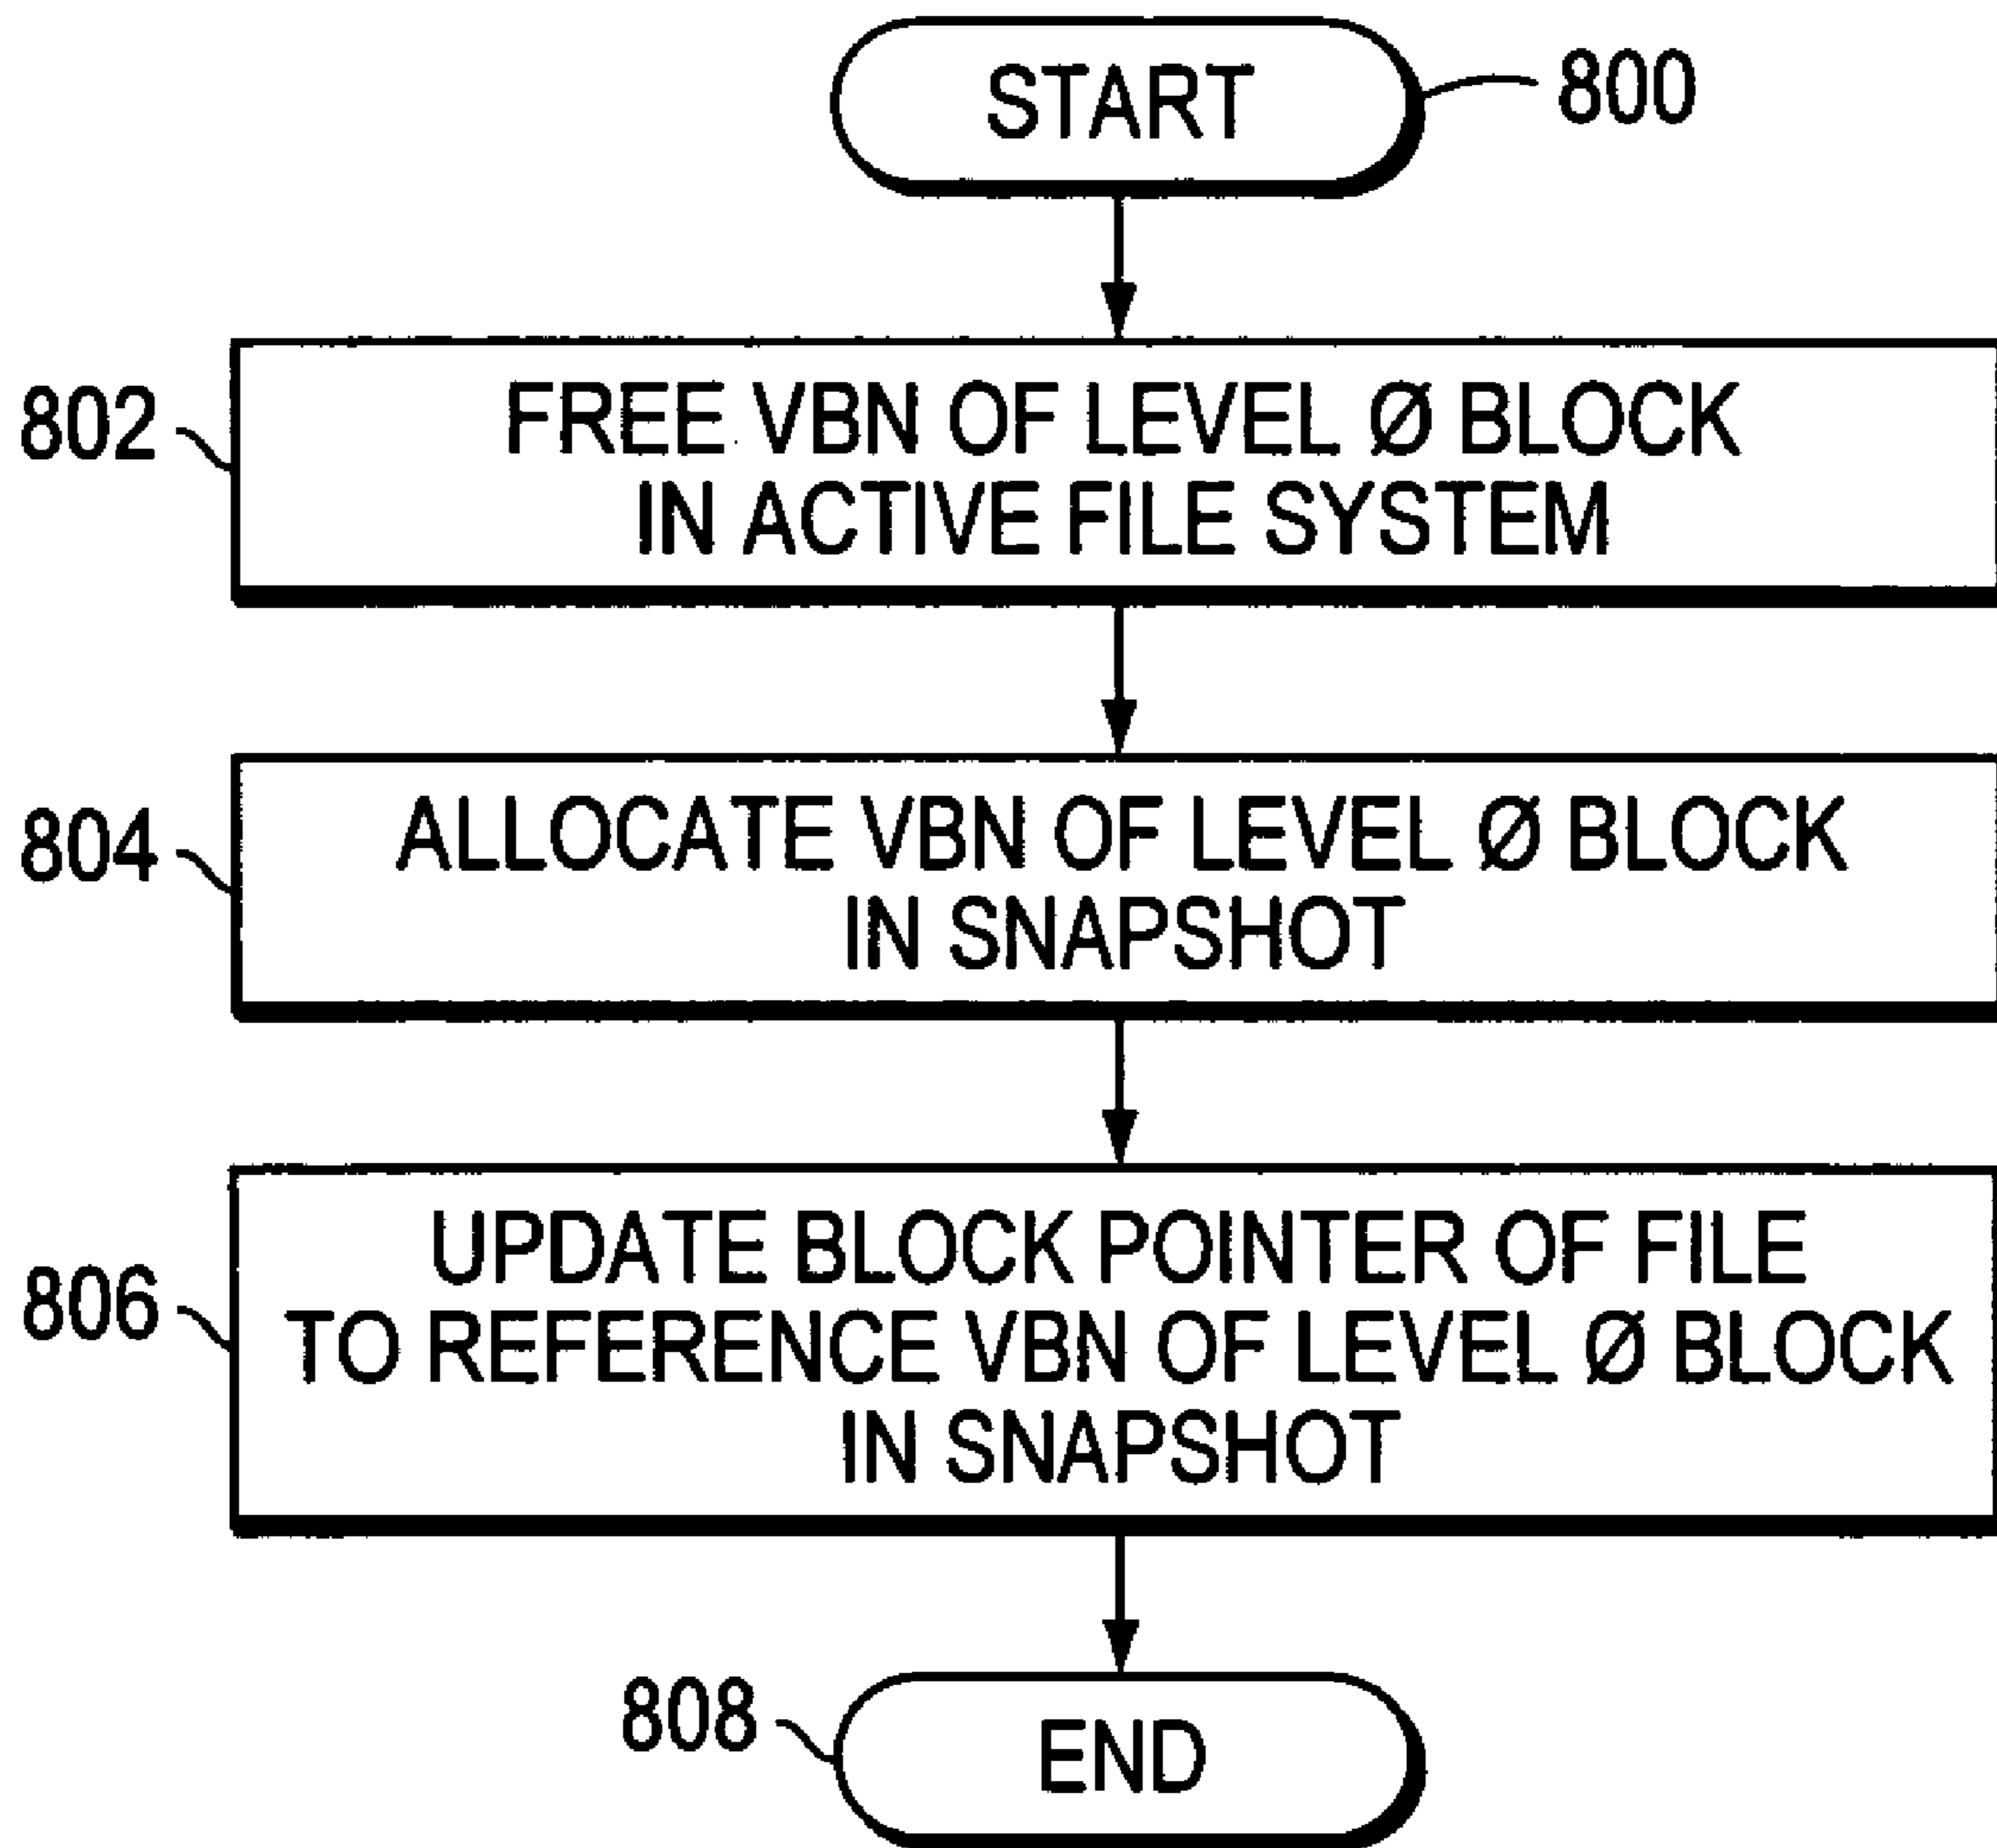 START
800
802
FREE VBN OF LEVEL Ø BLOCK
IN ACTIVE FILE SYSTEM
804
ALLOCATE VBN OF LEVEL Ø BLOCK
IN SNAPSHOT
806
UPDATE BLOCK POINTER OF FILE
TO REFERENCE VBN OF LEVEL Ø BLOCK
IN SNAPSHOT
808
END